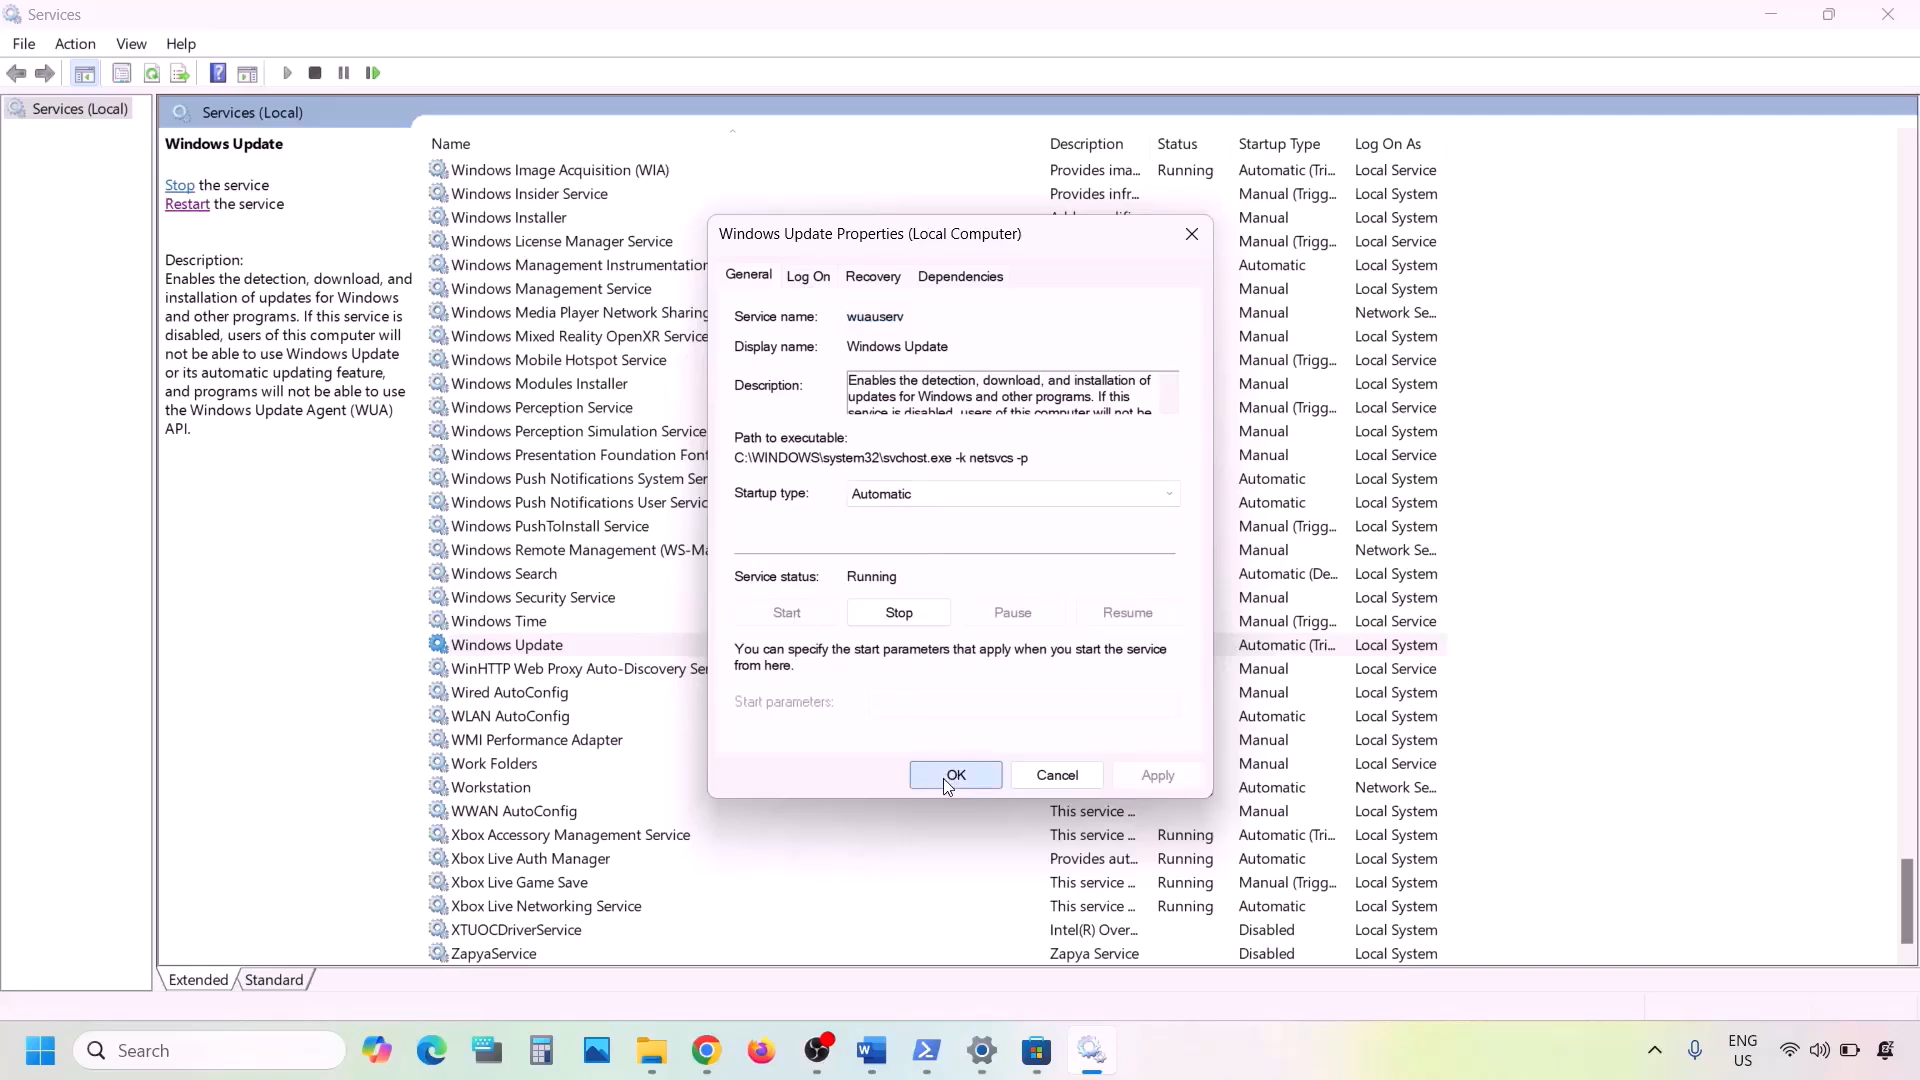 Services
File Action View Help
Services (Local)
Services (Local)
Windows Update
Stop the service
Restart the service
Description:
Enables the detection, download, and
installation of updates for Windows
and other programs. If this service is
disabled, users of this computer will
not be able to use Windows Update
or its automatic updating feature,
and programs will not be able to use
the Windows Update Agent (WUA)
API.
Name Description Status Startup Type Log On As
Windows Image Acquisition (WIA) Provides ima... Running Automatic (Tri... Local Service
Windows Insider Service Provides infr... Manual (Trigg... Local System
Windows Installer Manual Local System
Windows License Manager Service Manual (Trigg... Local Service
Windows Management Instrumentation Automatic Local System
Windows Management Service Manual Local System
Windows Media Player Network Sharing Manual Network Se...
Windows Mixed Reality OpenXR Service Manual Local System
Windows Mobile Hotspot Service Manual (Trigg... Local Service
Windows Modules Installer Manual Local System
Windows Perception Service Manual (Trigg... Local Service
Windows Perception Simulation Service Manual Local System
Windows Presentation Foundation Font Manual Local Service
Windows Push Notifications System Ser Automatic Local System
Windows Push Notifications User Servic Automatic Local System
Windows PushToInstall Service Manual (Trigg... Local System
Windows Remote Management (WS-Ma Manual Network Se...
Windows Search Automatic (De... Local System
Windows Security Service Manual Local System
Windows Time Manual (Trigg... Local Service
Windows Update Automatic (Tri... Local System
WinHTTP Web Proxy Auto-Discovery Ser Manual Local Service
Wired AutoConfig Manual Local System
WLAN AutoConfig Automatic Local System
WMI Performance Adapter Manual Local System
Work Folders Manual Local Service
Workstation Automatic Network Se...
WWAN AutoConfig This service ... Manual Local System
Xbox Accessory Management Service This service ... Running Automatic (Tri... Local System
Xbox Live Auth Manager Provides aut... Running Automatic Local System
Xbox Live Game Save This service ... Running Manual (Trigg... Local System
Xbox Live Networking Service This service ... Running Automatic Local System
XTUOCDriverService Intel(R) Over... Disabled Local System
ZapyaService Zapya Service Disabled Local System
Windows Update Properties (Local Computer)
General Log On Recovery Dependencies
Service name: wuauserv
Display name: Windows Update
Description: Enables the detection, download, and installation of
updates for Windows and other programs. If this
service is disabled, users of this computer will not be
Path to executable:
C:\WINDOWS\system32\svchost.exe -k netsvcs -p
Startup type: Automatic
Service status: Running
Start Stop Pause Resume
You can specify the start parameters that apply when you start the service
from here.
Start parameters:
OK Cancel Apply
Extended Standard
Search
ENG
US